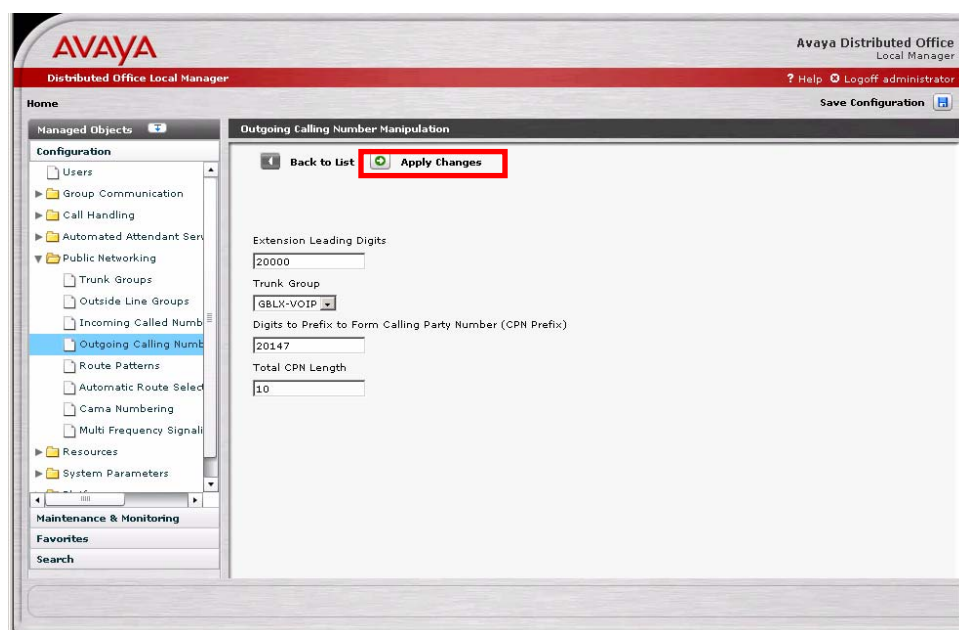 AVAYA
Avaya Distributed Office
Local Manager
Distributed Office Local Manager
? Help Logoff administrator
Home
Save Configuration
Managed Objects
Outgoing Calling Number Manipulation
Configuration
Back to List Apply Changes
Users
Group Communication
Call Handling
Automated Attendant Serv
Public Networking
Trunk Groups
Outside Line Groups
Incoming Called Numb
Outgoing Calling Numb
Route Patterns
Automatic Route Select
Cama Numbering
Multi Frequency Signali
Resources
System Parameters
Extension Leading Digits
20000
Trunk Group
GBLX-VOIP
Digits to Prefix to Form Calling Party Number (CPN Prefix)
20147
Total CPN Length
10
Maintenance & Monitoring
Favorites
Search